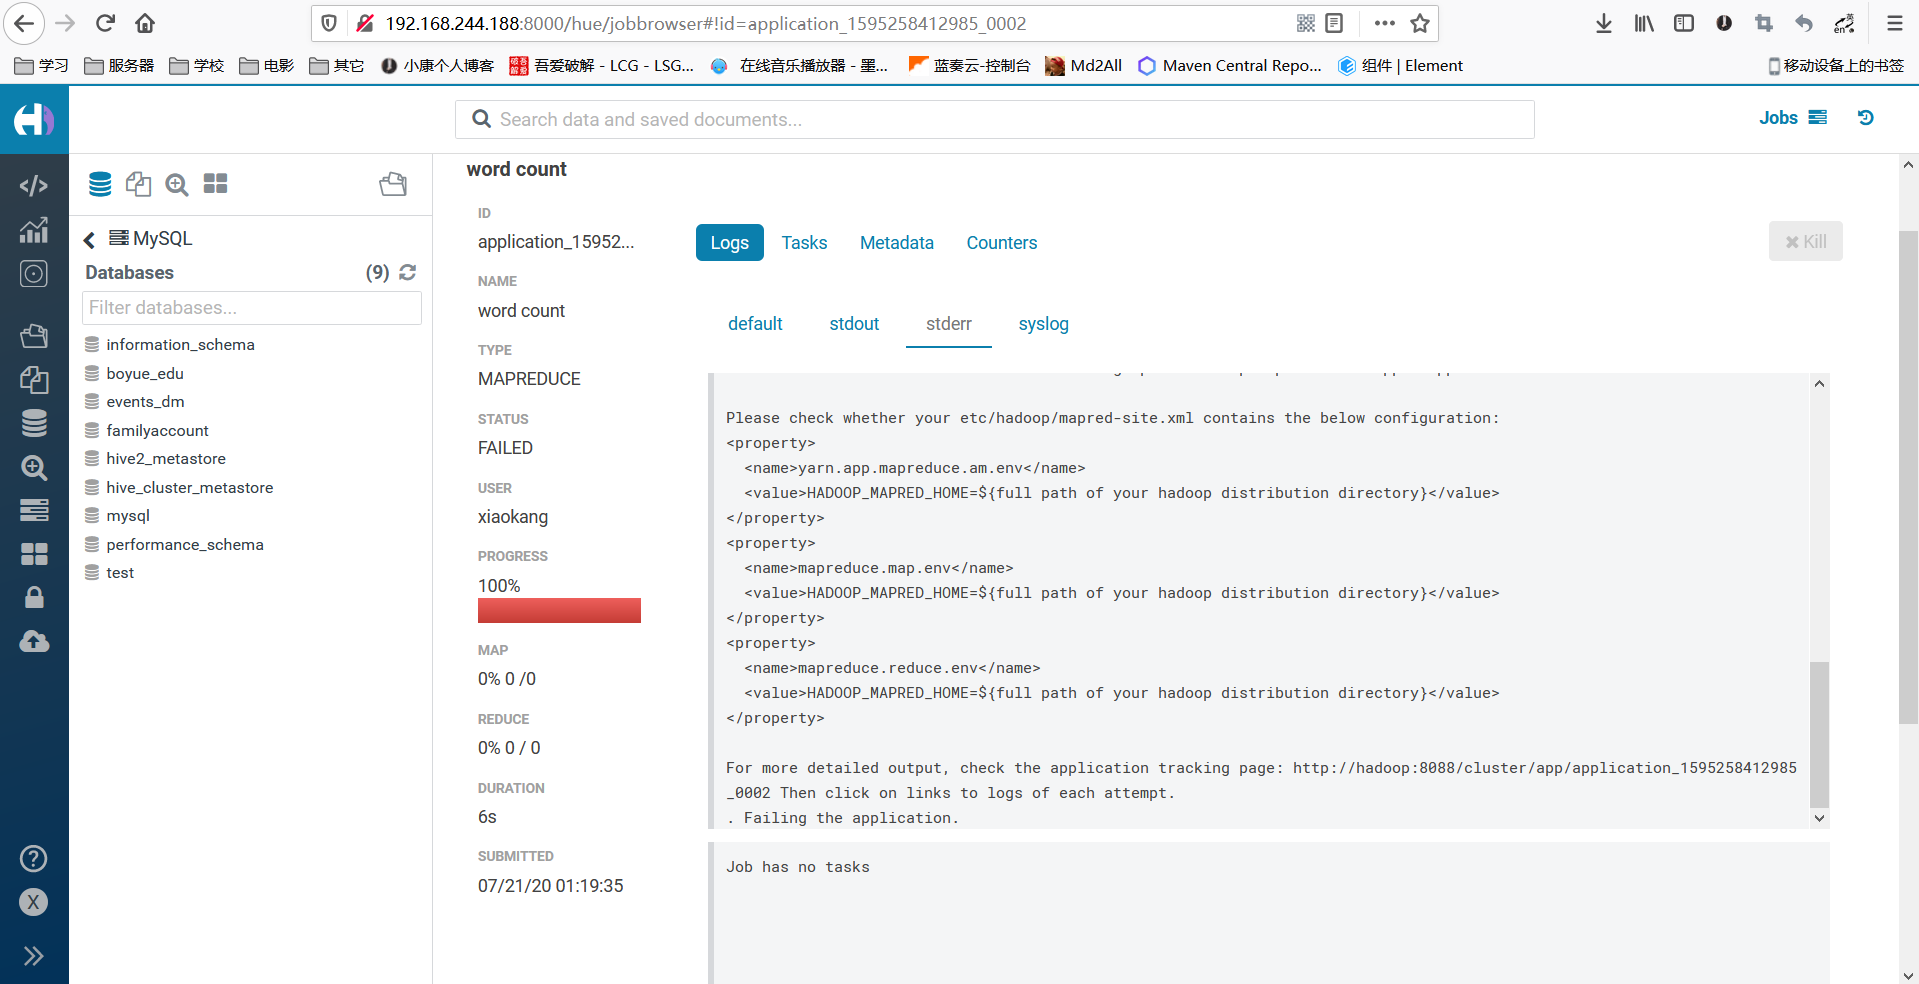 192.168.244.188:8000/hue/jobbrowser#!id=application_1595258412985_0002
英
en
学习
服务器
学校
电影
其它
小康个人博客
吾爱破解 - LCG - LSG...
在线音乐播放器 - 墨...
蓝奏云-控制台
Md2All
Maven Central Repo...
组件 | Element
移动设备上的书签
Search data and saved documents...
Jobs
MySQL
Databases
(9)
Filter databases...
information_schema
boyue_edu
events_dm
familyaccount
hive2_metastore
hive_cluster_metastore
mysql
performance_schema
test
X
word count
ID
application_15952...
NAME
word count
TYPE
MAPREDUCE
STATUS
FAILED
USER
xiaokang
PROGRESS
100%
MAP
0% 0 /0
REDUCE
0% 0 / 0
DURATION
6s
SUBMITTED
07/21/20 01:19:35
Logs
Tasks
Metadata
Counters
Kill
default
stdout
stderr
syslog
Please check whether your etc/hadoop/mapred-site.xml contains the below configuration:
<property>
  <name>yarn.app.mapreduce.am.env</name>
  <value>HADOOP_MAPRED_HOME=${full path of your hadoop distribution directory}</value>
</property>
<property>
  <name>mapreduce.map.env</name>
  <value>HADOOP_MAPRED_HOME=${full path of your hadoop distribution directory}</value>
</property>
<property>
  <name>mapreduce.reduce.env</name>
  <value>HADOOP_MAPRED_HOME=${full path of your hadoop distribution directory}</value>
</property>
For more detailed output, check the application tracking page: http://hadoop:8088/cluster/app/application_1595258412985
_0002 Then click on links to logs of each attempt.
. Failing the application.
Job has no tasks